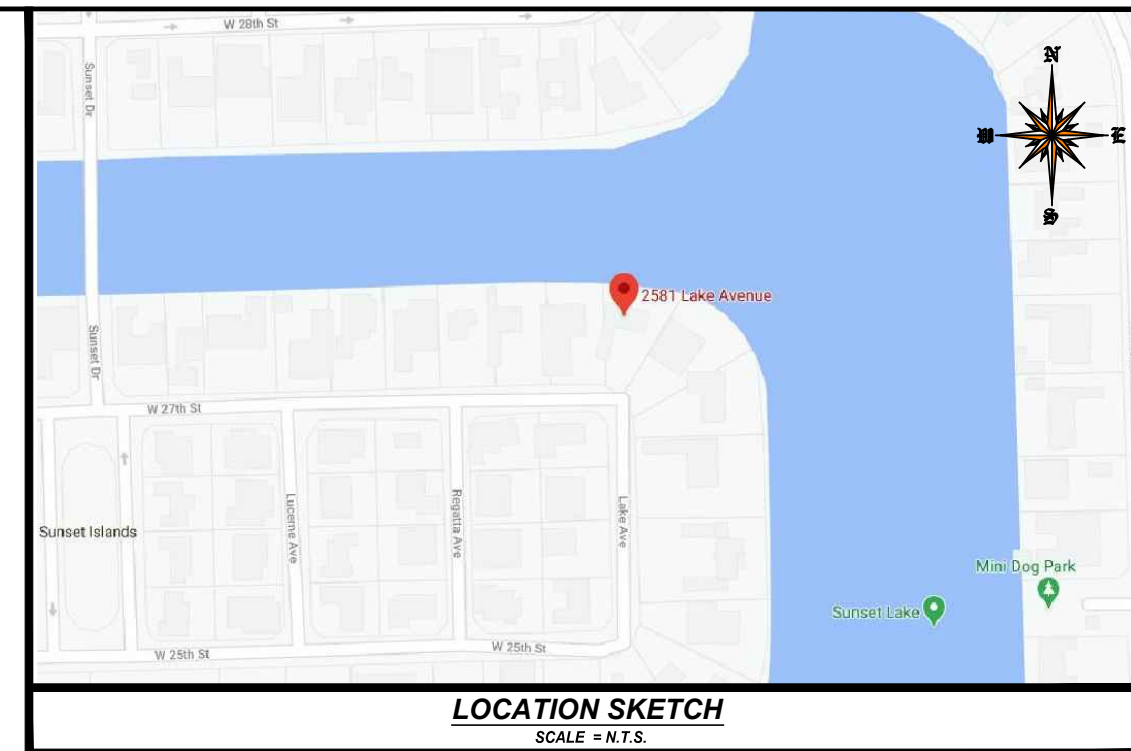 W 28th St
Sunset Dr
N
W
E
S
2581 Lake Avenue
Sunset Dr
W 27th St
Lucerne Ave
Regatta Ave
Lake Ave
Sunset Islands
Mini Dog Park
Sunset Lake
W 25th St
W 25th St
LOCATION SKETCH
SCALE = N.T.S.